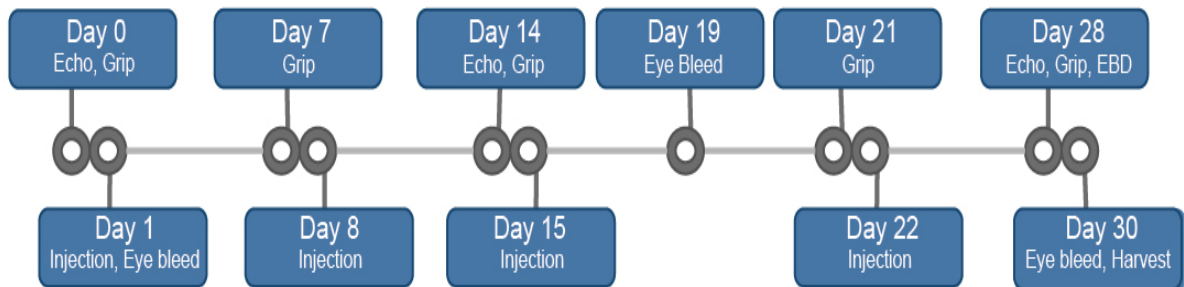 Day 0
Echo, Grip
Day 7
Grip
Day 14
Echo, Grip
Day 19
Eye Bleed
Day 21
Grip
Day 28
Echo, Grip, EBD
Day 1
Injection, Eye bleed
Day 8
Injection
Day 15
Injection
Day 22
Injection
Day 30
Eye bleed, Harvest